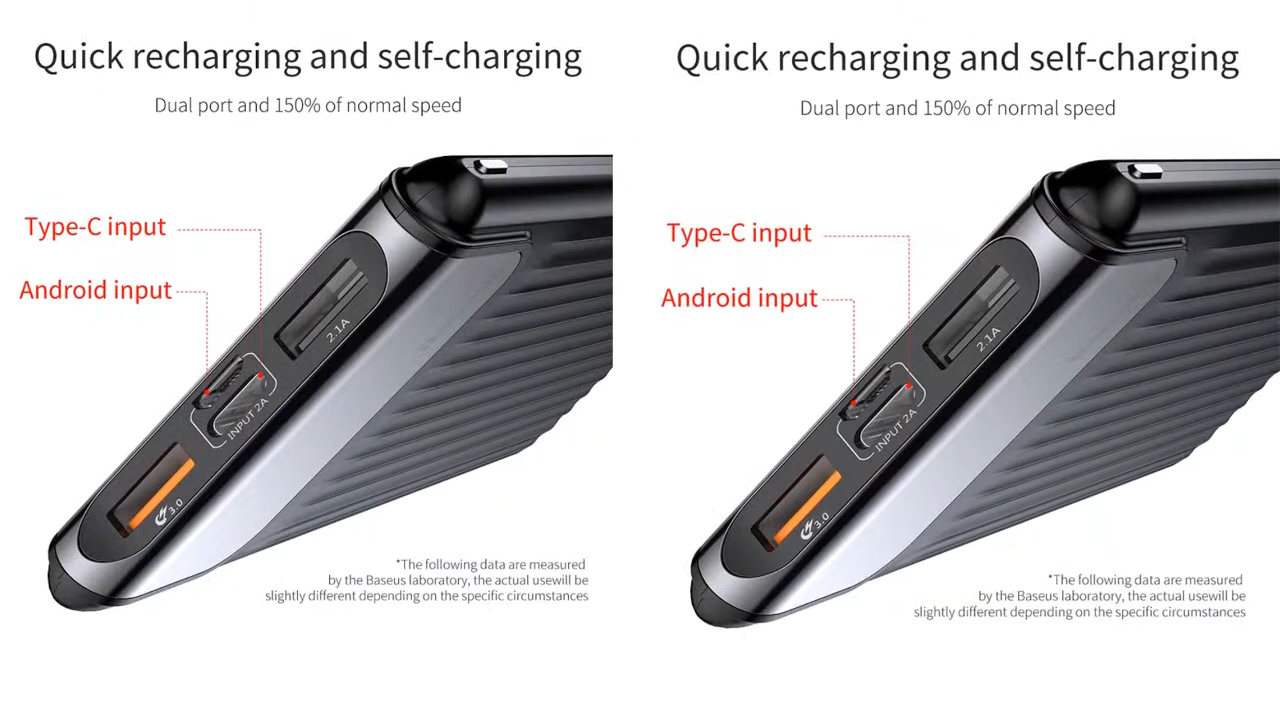 Quick recharging and self-charging
Dual port and 150% of normal speed
Type-C input
Android input
2.1A
INPUT 2A
3.0
*The following data are measured
by the Baseus laboratory, the actual usewill be
slightly different depending on the specific circumstances
Quick recharging and self-charging
Dual port and 150% of normal speed
Type-C input
Android input
2.1A
INPUT 2A
3.0
*The following data are measured
by the Baseus laboratory, the actual usewill be
slightly different depending on the specific circumstances